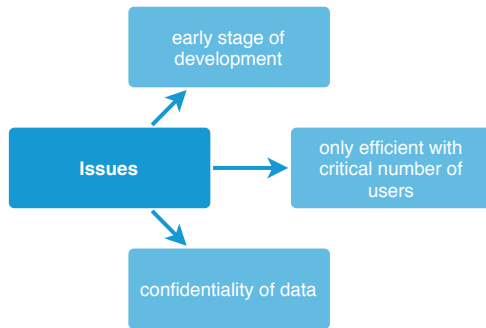 early stage of
development
Issues
only efficient with
critical number of
users
confidentiality of data